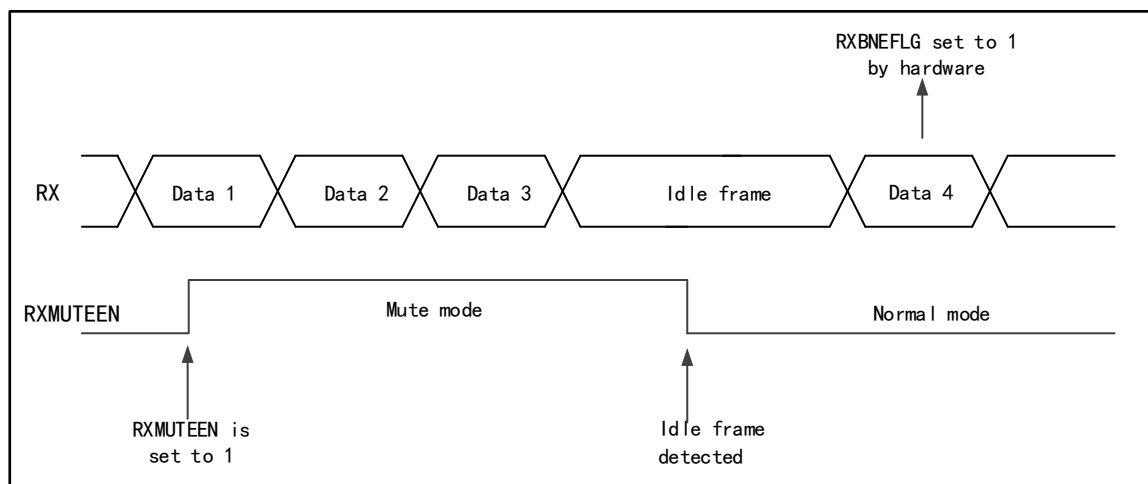 RXBNEFLG set to 1
by hardware
RX
Data 1
Data 2
Data 3
Idle frame
Data 4
RXMUTEEN
Mute mode
Normal mode
RXMUTEEN is
set to 1
Idle frame
detected